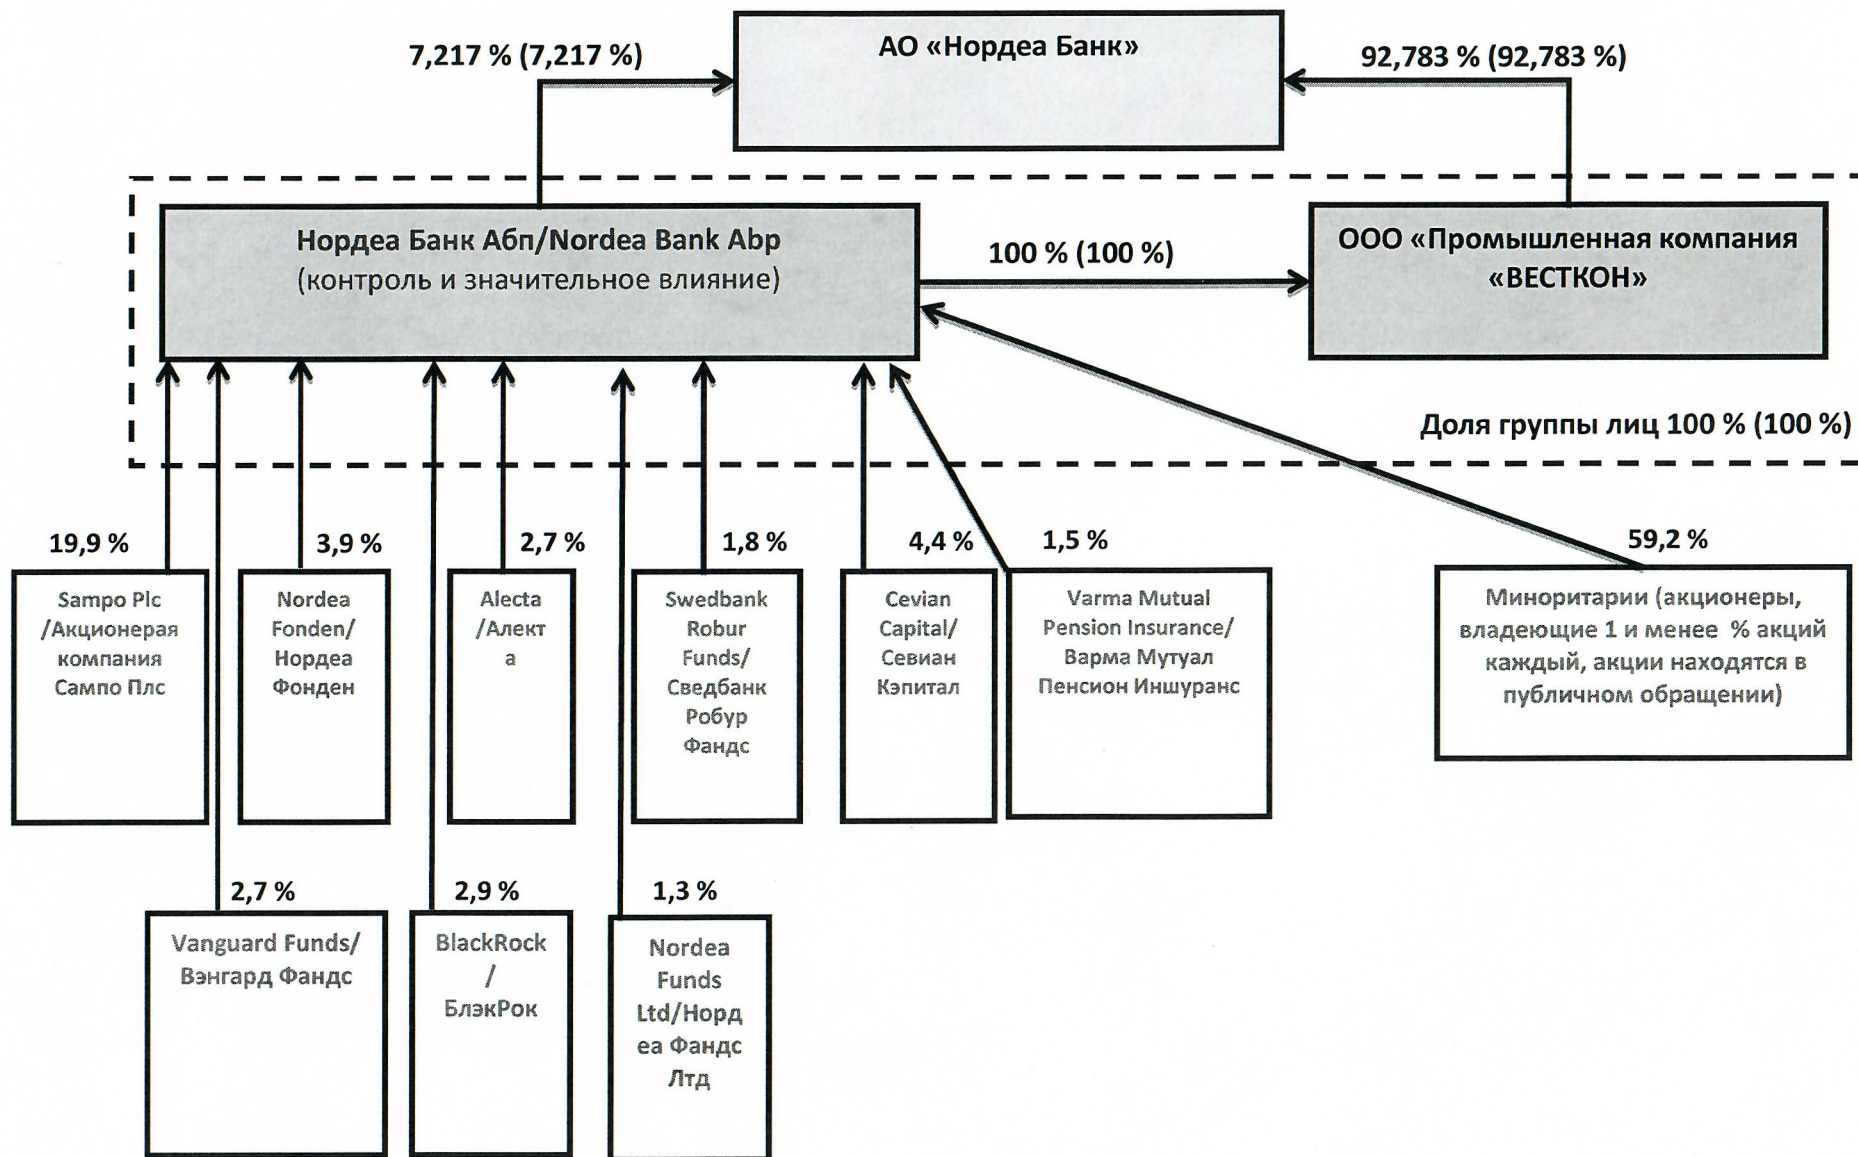 АО «Нордеа Банк»
7,217 % (7,217 %)
92,783 % (92,783 %)
Нордеа Банк Абп/Nordea Bank Abp
(контроль и значительное влияние)
100 % (100 %)
ООО «Промышленная компания
«ВЕСТКОН»
Доля группы лиц 100 % (100 %)
19,9 %
Sampo Plc
/Акционерая
компания
Сампо Плс
3,9 %
Nordea
Fonden/
Нордеа
Фонден
2,7 %
Alecta
/Алект
а
1,8 %
Swedbank
Robur
Funds/
Сведбанк
Робур
Фандс
4,4 %
Cevian
Capital/
Севиан
Кэпитал
1,5 %
Varma Mutual
Pension Insurance/
Варма Мутуал
Пенсион Иншуранс
59,2 %
Миноритарии (акционеры,
владеющие 1 и менее % акций
каждый, акции находятся в
публичном обращении)
2,7 %
Vanguard Funds/
Вэнгард Фандс
2,9 %
BlackRock
/
БлэкРок
1,3 %
Nordea
Funds
Ltd/Норд
еа Фандс
Лтд